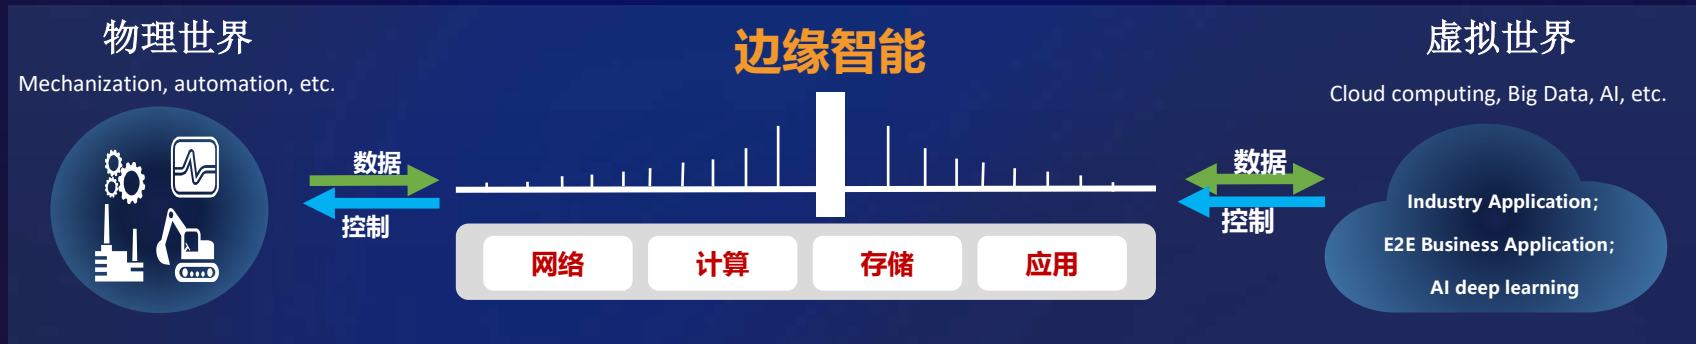 物理世界
Mechanization, automation, etc.
边缘智能
虚拟世界
Cloud computing, Big Data, AI, etc.
数据
控制
网络
计算
存储
应用
数据
控制
Industry Application；
E2E Business Application；
AI deep learning